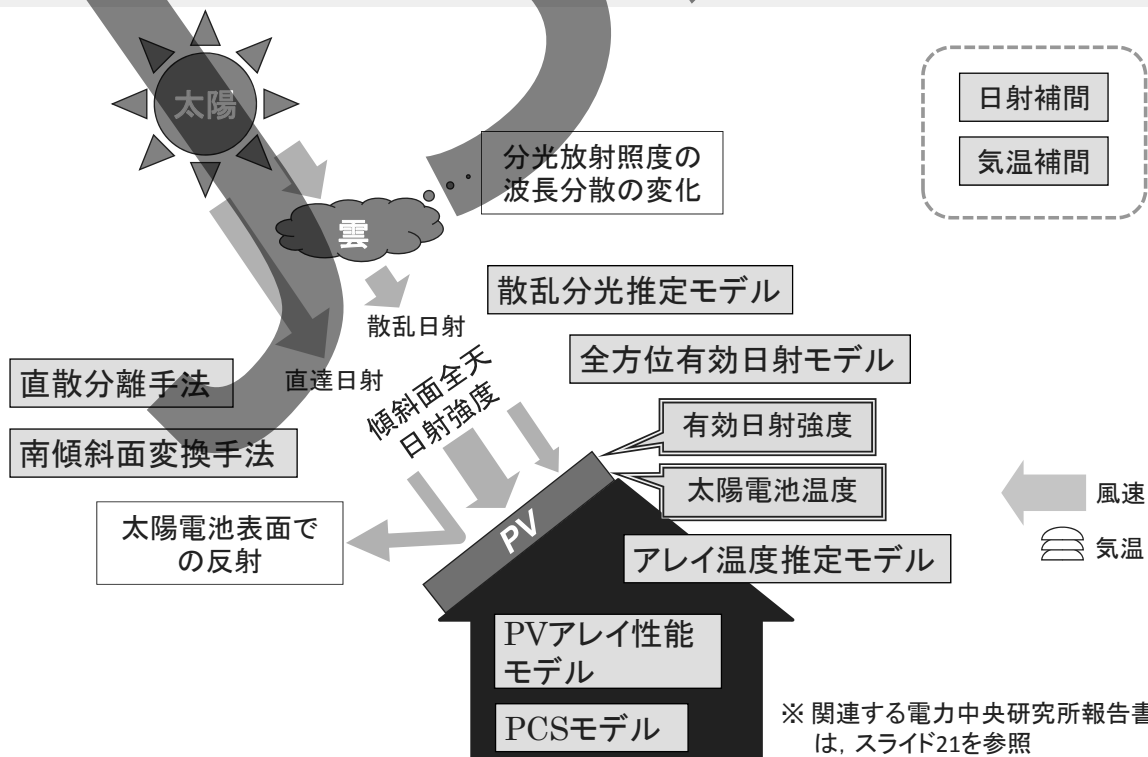 太陽
日射補間
気温補間
分光放射照度の
波長分散の変化
雲
散乱分光推定モデル
散乱日射
全方位有効日射モデル
直散分離手法
直達日射
傾斜面全天
日射強度
有効日射強度
南傾斜面変換手法
太陽電池温度
風速
太陽電池表面で
の反射
PV
気温
アレイ温度推定モデル
PVアレイ性能
モデル
PCSモデル
※ 関連する電力中央研究所報告書
は，スライド21を参照